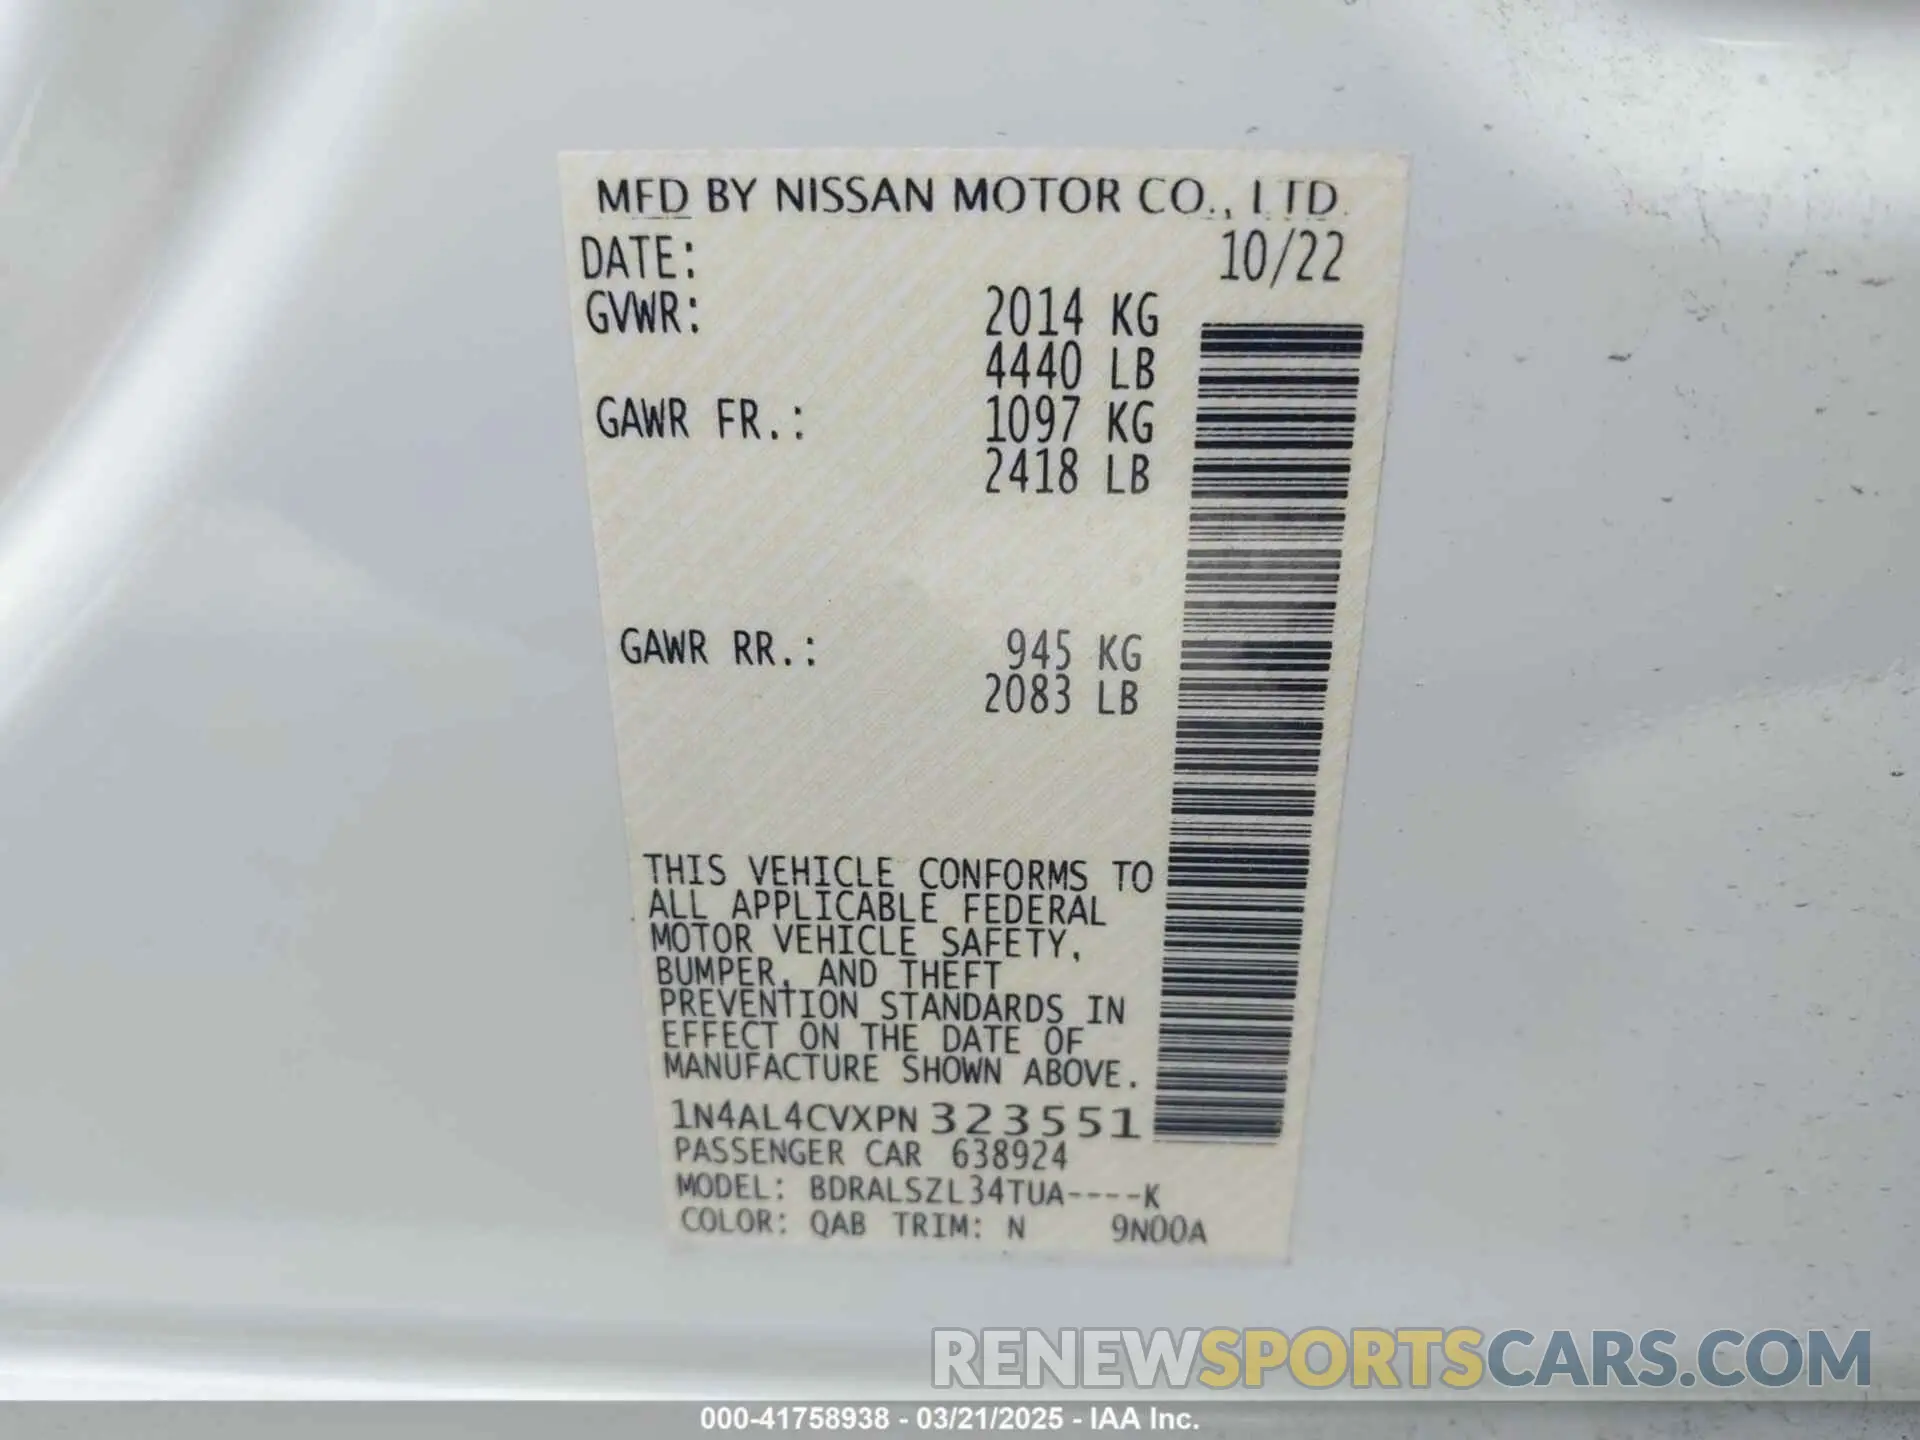 MFD BY NISSAN MOTOR CO., LTD.
DATE: 10/22
GVWR: 2014 KG
4440 LB
GAWR FR.: 1097 KG
2418 LB
GAWR RR.: 945 KG
2083 LB
THIS VEHICLE CONFORMS TO
ALL APPLICABLE FEDERAL
MOTOR VEHICLE SAFETY,
BUMPER, AND THEFT
PREVENTION STANDARDS IN
EFFECT ON THE DATE OF
MANUFACTURE SHOWN ABOVE.
1N4AL4CVXPN323551
PASSENGER CAR 638924
MODEL: BDRALSZL34TUA----K
COLOR: QAB TRIM: N 9N00A
RENEWSPORTSCARS.COM
000-41758938 - 03/21/2025 - IAA Inc.